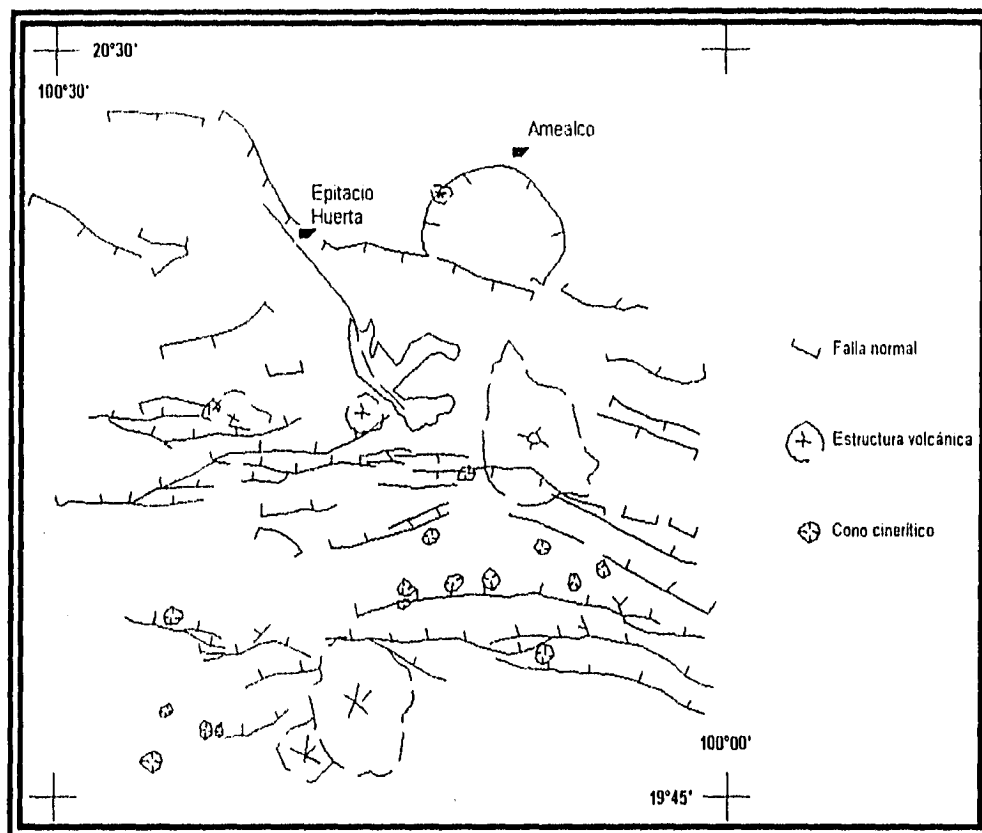 20°30'
100°30'
Amealco
Epitacio
Huerta
Falla normal
Estructura volcánica
Cono cinerítico
100°00'
19°45'